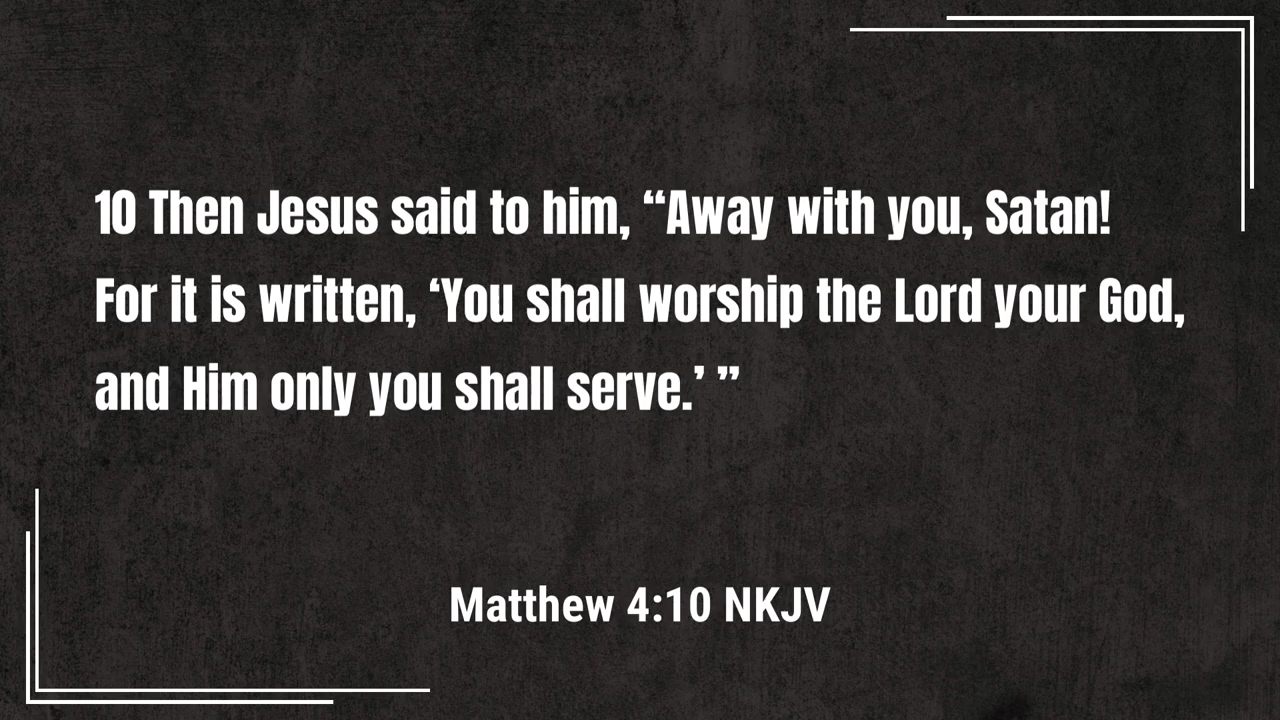 10 Then Jesus said to him, “Away with you, Satan!
For it is written, ‘You shall worship the Lord your God,
and Him only you shall serve.’ ”
Matthew 4:10 NKJV